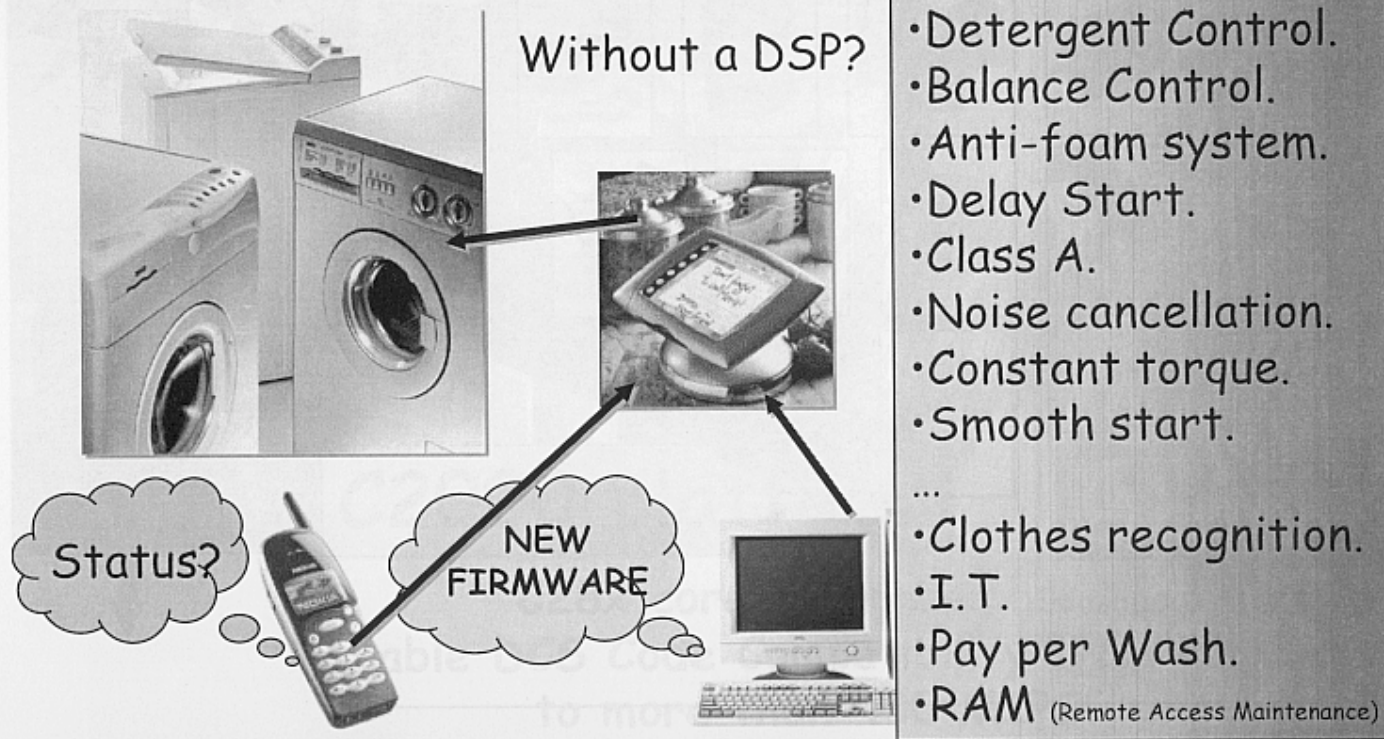 Without a DSP?
Status?
NOKIA
NEW
FIRMWARE
•Detergent Control.
•Balance Control.
•Anti-foam system.
•Delay Start.
•Class A.
•Noise cancellation.
•Constant torque.
•Smooth start.
...
•Clothes recognition.
•I.T.
•Pay per Wash.
•RAM (Remote Access Maintenance)